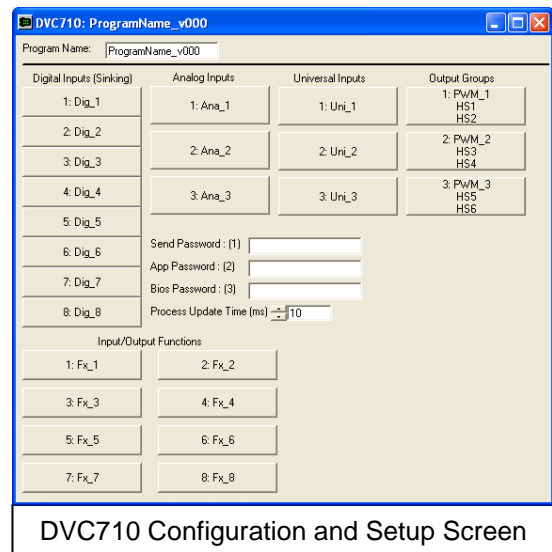 DVC710: ProgramName_v000
Program Name: ProgramName_v000
Digital Inputs (Sinking)
1: Dig_1
2: Dig_2
3: Dig_3
4: Dig_4
5: Dig_5
6: Dig_6
7: Dig_7
8: Dig_8
Analog Inputs
1: Ana_1
2: Ana_2
3: Ana_3
Universal Inputs
1: Uni_1
2: Uni_2
3: Uni_3
Output Groups
1: PWM_1
HS1
HS2
2: PWM_2
HS3
HS4
3: PWM_3
HS5
HS6
Send Password : (1)
App Password : (2)
Bios Password : (3)
Process Update Time (ms) 10
Input/Output Functions
1: Fx_1
2: Fx_2
3: Fx_3
4: Fx_4
5: Fx_5
6: Fx_6
7: Fx_7
8: Fx_8
DVC710 Configuration and Setup Screen